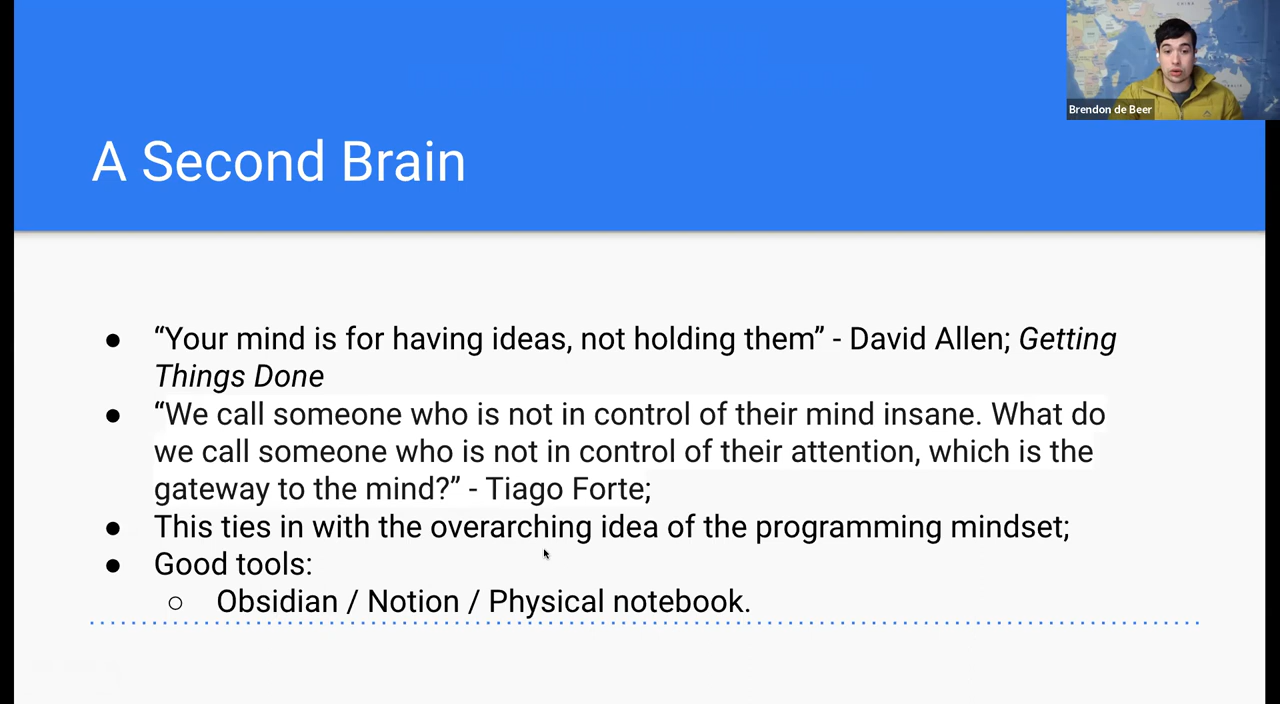 Brendon de Beer
A Second Brain
● “Your mind is for having ideas, not holding them” - David Allen; Getting
Things Done
● “We call someone who is not in control of their mind insane. What do
we call someone who is not in control of their attention, which is the
gateway to the mind?” - Tiago Forte;
● This ties in with the overarching idea of the programming mindset;
● Good tools:
○ Obsidian / Notion / Physical notebook.